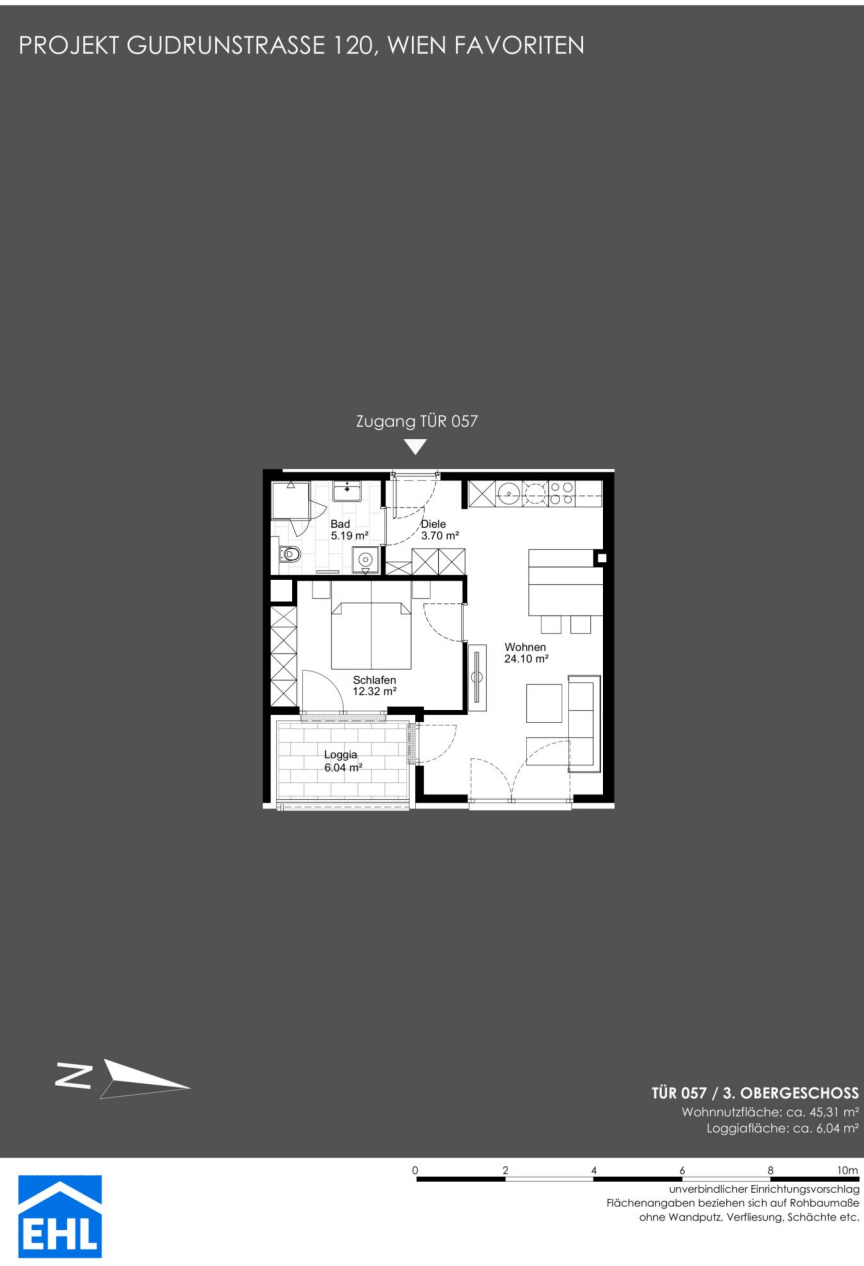 PROJEKT GUDRUNSTRASSE 120, WIEN FAVORITEN
Zugang TÜR 057
Bad
5.19 m²
Diele
3.70 m²
Wohnen
24.10 m²
Schlafen
12.32 m²
Loggia
6.04 m²
N
TÜR 057 / 3. OBERGESCHOSS
Wohnnutzfläche: ca. 45,31 m²
Loggiafläche: ca. 6,04 m²
0 2 4 6 8 10m
unverbindlicher Einrichtungsvorschlag
Flächenangaben beziehen sich auf Rohbaumaße
ohne Wandputz, Verfliesung, Schächte etc.
EHL